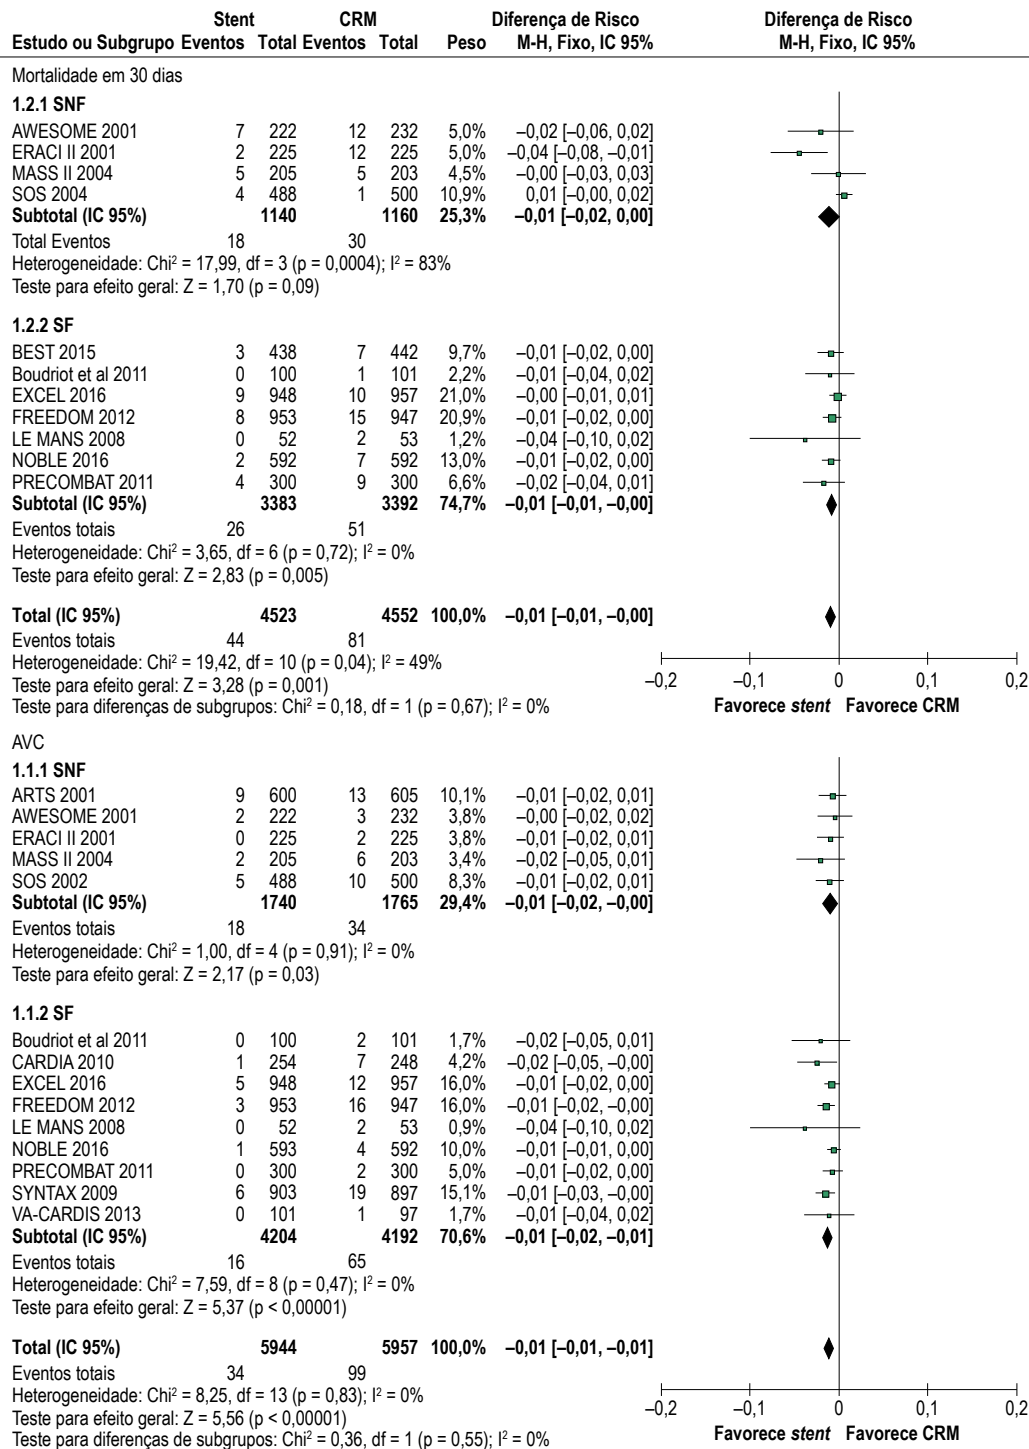 Stent CRM Diferença de Risco Diferença de Risco
Estudo ou Subgrupo Eventos Total Eventos Total Peso M-H, Fixo, IC 95% M-H, Fixo, IC 95%
Mortalidade em 30 dias
1.2.1 SNF
AWESOME 2001 7 222 12 232 5,0% –0,02 [–0,06, 0,02]
ERACI II 2001 2 225 12 225 5,0% –0,04 [–0,08, –0,01]
MASS II 2004 5 205 5 203 4,5% –0,00 [–0,03, 0,03]
SOS 2004 4 488 1 500 10,9% 0,01 [–0,00, 0,02]
Subtotal (IC 95%) 1140 1160 25,3% –0,01 [–0,02, 0,00]
Total Eventos 18 30
Heterogeneidade: Chi² = 17,99, df = 3 (p = 0,0004); I² = 83%
Teste para efeito geral: Z = 1,70 (p = 0,09)
1.2.2 SF
BEST 2015 3 438 7 442 9,7% –0,01 [–0,02, 0,00]
Boudriot et al 2011 0 100 1 101 2,2% –0,01 [–0,04, 0,02]
EXCEL 2016 9 948 10 957 21,0% –0,00 [–0,01, 0,01]
FREEDOM 2012 8 953 15 947 20,9% –0,01 [–0,02, 0,00]
LE MANS 2008 0 52 2 53 1,2% –0,04 [–0,10, 0,02]
NOBLE 2016 2 592 7 592 13,0% –0,01 [–0,02, 0,00]
PRECOMBAT 2011 4 300 9 300 6,6% –0,02 [–0,04, 0,01]
Subtotal (IC 95%) 3383 3392 74,7% –0,01 [–0,01, –0,00]
Eventos totais 26 51
Heterogeneidade: Chi² = 3,65, df = 6 (p = 0,72); I² = 0%
Teste para efeito geral: Z = 2,83 (p = 0,005)
Total (IC 95%) 4523 4552 100,0% –0,01 [–0,01, –0,00]
Eventos totais 44 81
Heterogeneidade: Chi² = 19,42, df = 10 (p = 0,04); I² = 49%
Teste para efeito geral: Z = 3,28 (p = 0,001)
Teste para diferenças de subgrupos: Chi² = 0,18, df = 1 (p = 0,67); I² = 0%
–0,2 –0,1 0 0,1 0,2
Favorece stent Favorece CRM
AVC
1.1.1 SNF
ARTS 2001 9 600 13 605 10,1% –0,01 [–0,02, 0,01]
AWESOME 2001 2 222 3 232 3,8% –0,00 [–0,02, 0,02]
ERACI II 2001 0 225 2 225 3,8% –0,01 [–0,02, 0,01]
MASS II 2004 2 205 6 203 3,4% –0,02 [–0,05, 0,01]
SOS 2002 5 488 10 500 8,3% –0,01 [–0,02, 0,01]
Subtotal (IC 95%) 1740 1765 29,4% –0,01 [–0,02, –0,00]
Eventos totais 18 34
Heterogeneidade: Chi² = 1,00, df = 4 (p = 0,91); I² = 0%
Teste para efeito geral: Z = 2,17 (p = 0,03)
1.1.2 SF
Boudriot et al 2011 0 100 2 101 1,7% –0,02 [–0,05, 0,01]
CARDIA 2010 1 254 7 248 4,2% –0,02 [–0,05, –0,00]
EXCEL 2016 5 948 12 957 16,0% –0,01 [–0,02, 0,00]
FREEDOM 2012 3 953 16 947 16,0% –0,01 [–0,02, –0,00]
LE MANS 2008 0 52 2 53 0,9% –0,04 [–0,10, 0,02]
NOBLE 2016 1 593 4 592 10,0% –0,01 [–0,01, 0,00]
PRECOMBAT 2011 0 300 2 300 5,0% –0,01 [–0,02, 0,00]
SYNTAX 2009 6 903 19 897 15,1% –0,01 [–0,03, –0,00]
VA-CARDIS 2013 0 101 1 97 1,7% –0,01 [–0,04, 0,02]
Subtotal (IC 95%) 4204 4192 70,6% –0,01 [–0,02, –0,01]
Eventos totais 16 65
Heterogeneidade: Chi² = 7,59, df = 8 (p = 0,47); I² = 0%
Teste para efeito geral: Z = 5,37 (p < 0,00001)
Total (IC 95%) 5944 5957 100,0% –0,01 [–0,01, –0,01]
Eventos totais 34 99
Heterogeneidade: Chi² = 8,25, df = 13 (p = 0,83); I² = 0%
Teste para efeito geral: Z = 5,56 (p < 0,00001)
Teste para diferenças de subgrupos: Chi² = 0,36, df = 1 (p = 0,55); I² = 0%
–0,2 –0,1 0 0,1 0,2
Favorece stent Favorece CRM